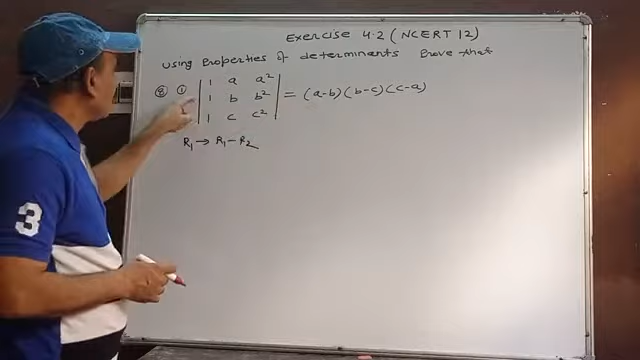 Exercise 4.2 (NCERT 12)
Using Properties of determinants Prove that
⑧ ① | 1 a a² |
| 1 b b² | = (a-b)(b-c)(c-a)
| 1 c c² |
R₁ → R₁ - R₂
3